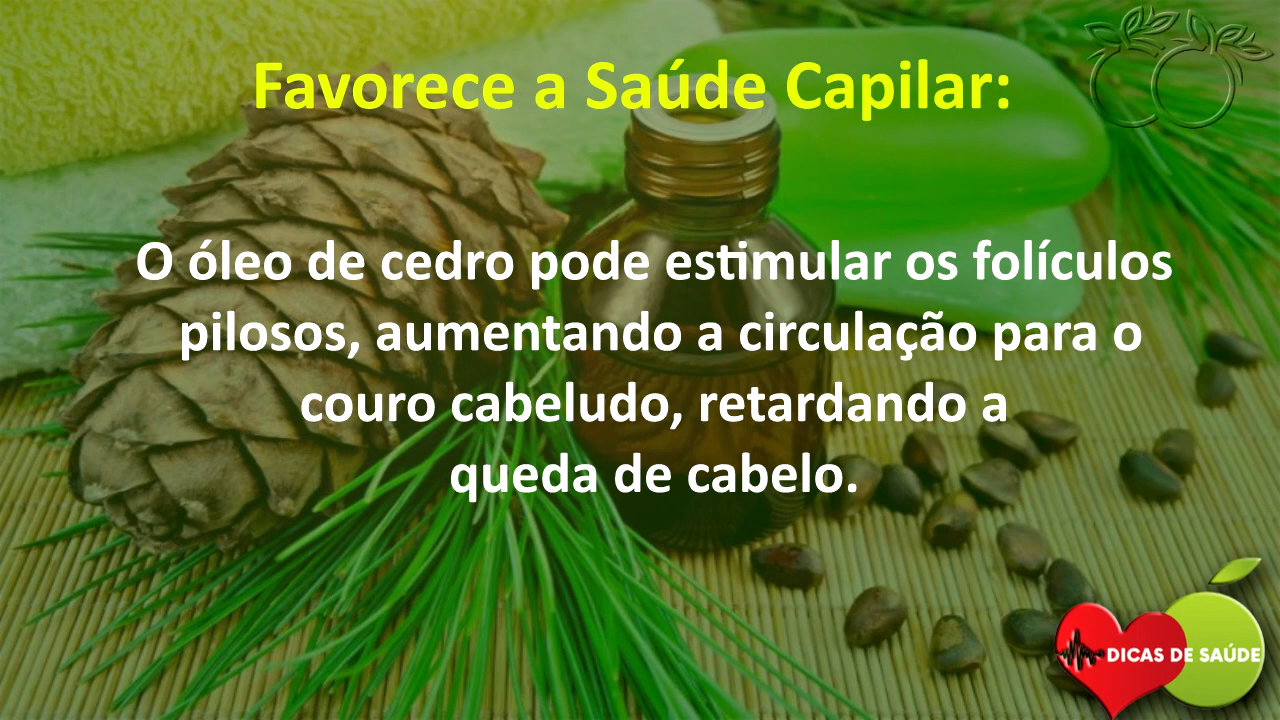 Favorece a Saúde Capilar:
O óleo de cedro pode estimular os folículos
pilosos, aumentando a circulação para o
couro cabeludo, retardando a
queda de cabelo.
DICAS DE SAÚDE